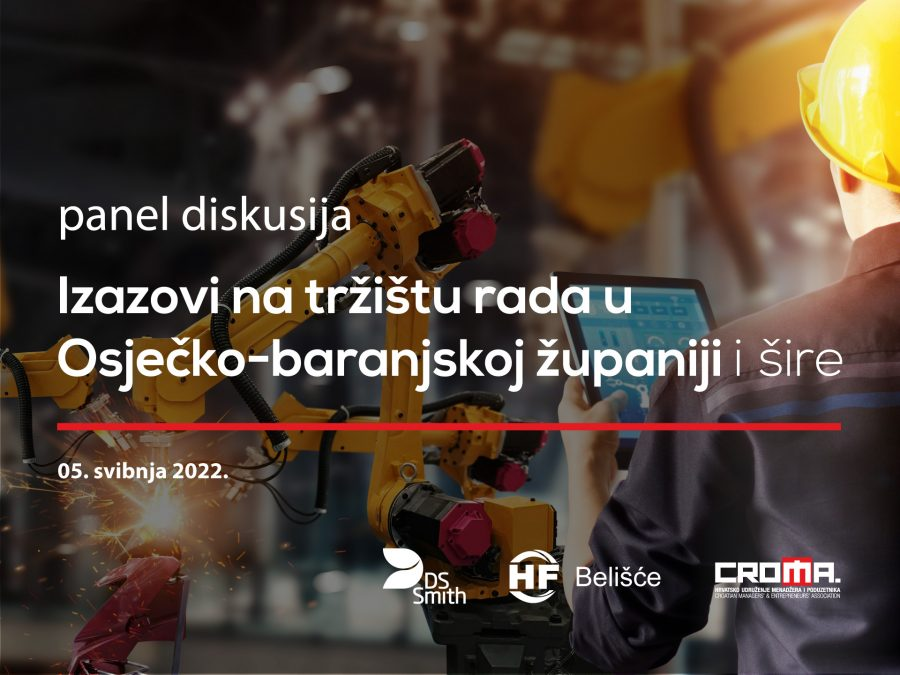 panel diskusija
Izazovi na tržištu rada u
Osječko-baranjskoj županiji i šire
05. svibnja 2022.
DS
Smith
HF Belišće
CROMA.
HRVATSKO UDRUŽENJE MENADŽERA I PODUZETNIKA
CROATIAN MANAGERS' & ENTREPRENEURS' ASSOCIATION